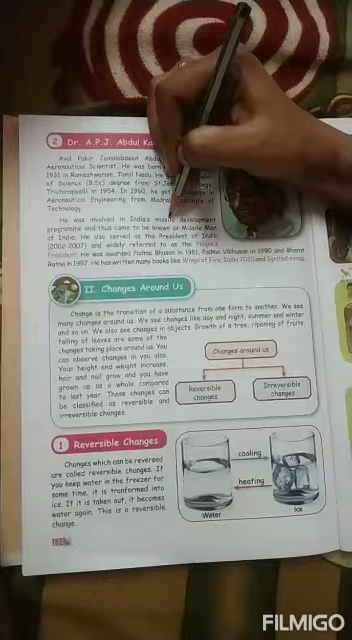 2. Dr. A.P.J. Abdul Ka
Avul Pakir Jainulabdeen Abdu
Aeronautical Scientist. He was born
1931 in Rameshwaram, Tamil Nadu. He
of Science (B.Sc) degree from St.Jo
Trichirapalli in 1954. In 1960, he got degree in
Aeronautical Engineering from Madras
Technology.
He was involved in India's missile development
programme and thus came to be known as Missile Man
of India. He also served as the President of India
(2002-2007) and widely referred to as the People's
President. He was awarded Padma Bhusan in 1981, Padma Vibhusan in 1990 and Bharat
Ratna in 1997. He has written many books like Wings of Fire, India 2020 and Ignited minds.
II. Changes Around Us
Change is the transition of a substance from one form to another. We see
many changes around us. We see changes like day and night, summer and winter
and so on. We also see changes in objects. Growth of a tree, ripening of fruits,
falling of leaves are some of the
changes taking place around us. You
can observe changes in you also.
Your height and weight increase,
hair and nail grow and you have
grown up as a whole compared
to last year. These changes can
be classified as reversible and
irreversible changes.
Changes around us
Reversible
changes
Irreversible
changes
1 Reversible Changes
Changes which can be reversed
are called reversible changes. If
you keep water in the freezer for
some time, it is tranformed into
ice. If it is taken out, it becomes
water again. This is a reversible
change.
cooling
heating
Water
Ice
FILMIGO